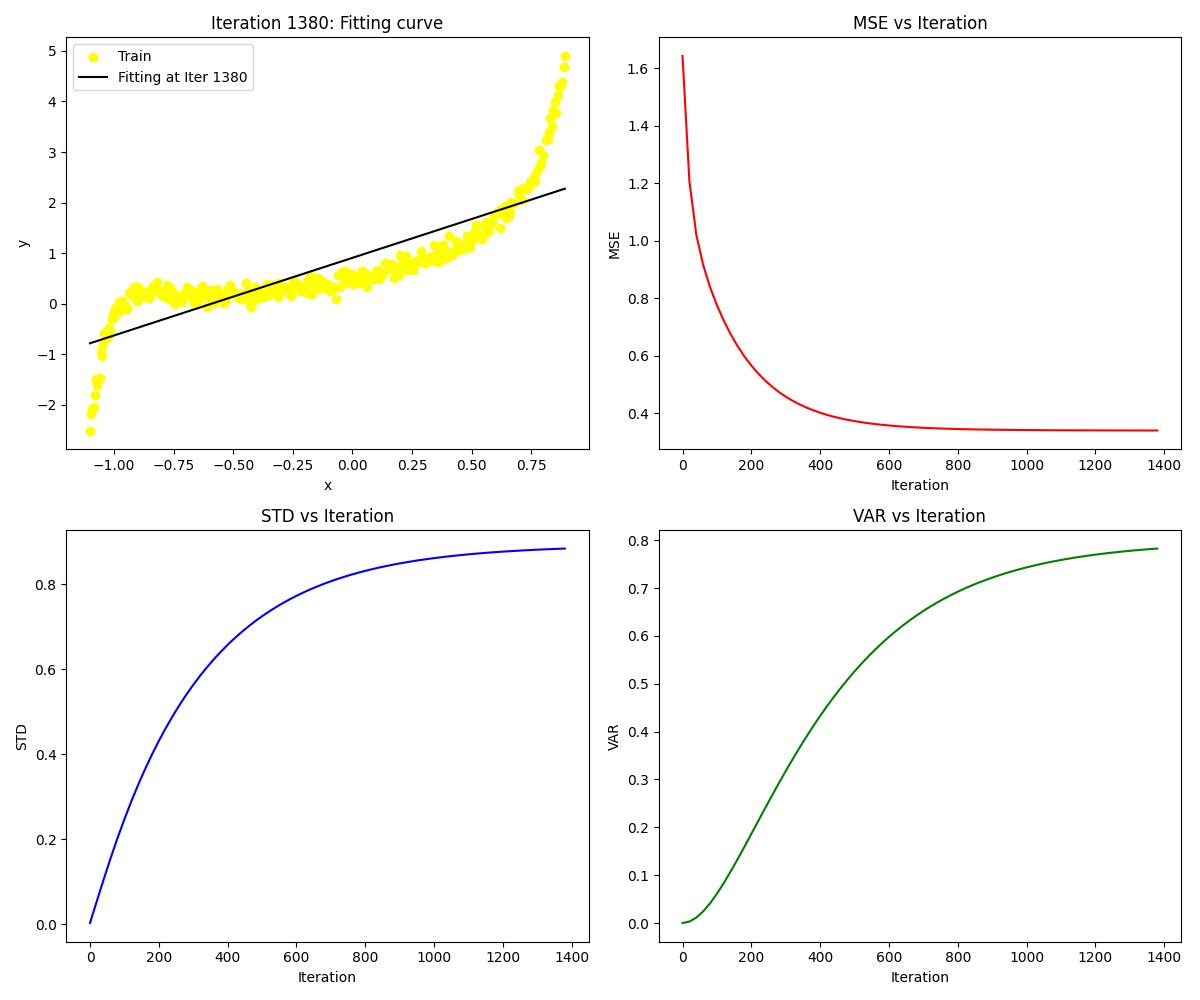 Iteration 1380: Fitting curve
Train
Fitting at Iter 1380
5
4
3
2
1
0
−1
−2
y
−1.00 −0.75 −0.50 −0.25 0.00 0.25 0.50 0.75
x
MSE vs Iteration
1.6
1.4
1.2
1.0
0.8
0.6
0.4
MSE
0 200 400 600 800 1000 1200 1400
Iteration
STD vs Iteration
0.8
0.6
0.4
0.2
0.0
STD
0 200 400 600 800 1000 1200 1400
Iteration
VAR vs Iteration
0.8
0.7
0.6
0.5
0.4
0.3
0.2
0.1
0.0
VAR
0 200 400 600 800 1000 1200 1400
Iteration